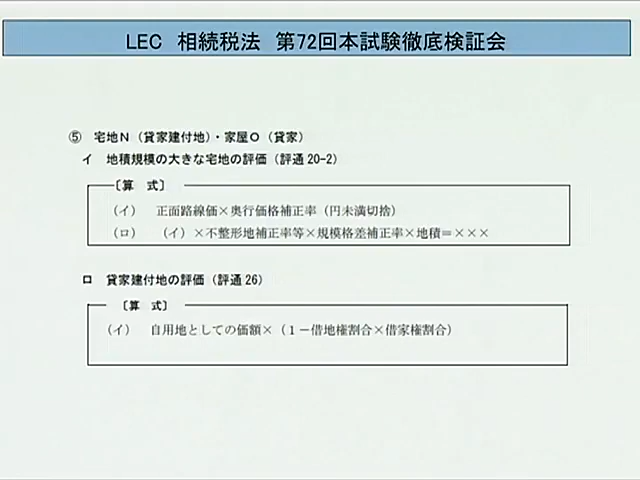 LEC 相続税法 第72回本試験徹底検証会
⑤ 宅地N（貸家建付地）・家屋O（貸家）
イ 地積規模の大きな宅地の評価（評通20-2）
〔算 式〕
（イ） 正面路線価×奥行価格補正率（円未満切捨）
（ロ） （イ）×不整形地補正率等×規模格差補正率×地積＝×××
ロ 貸家建付地の評価（評通26）
〔算 式〕
（イ） 自用地としての価額×（１－借地権割合×借家権割合）